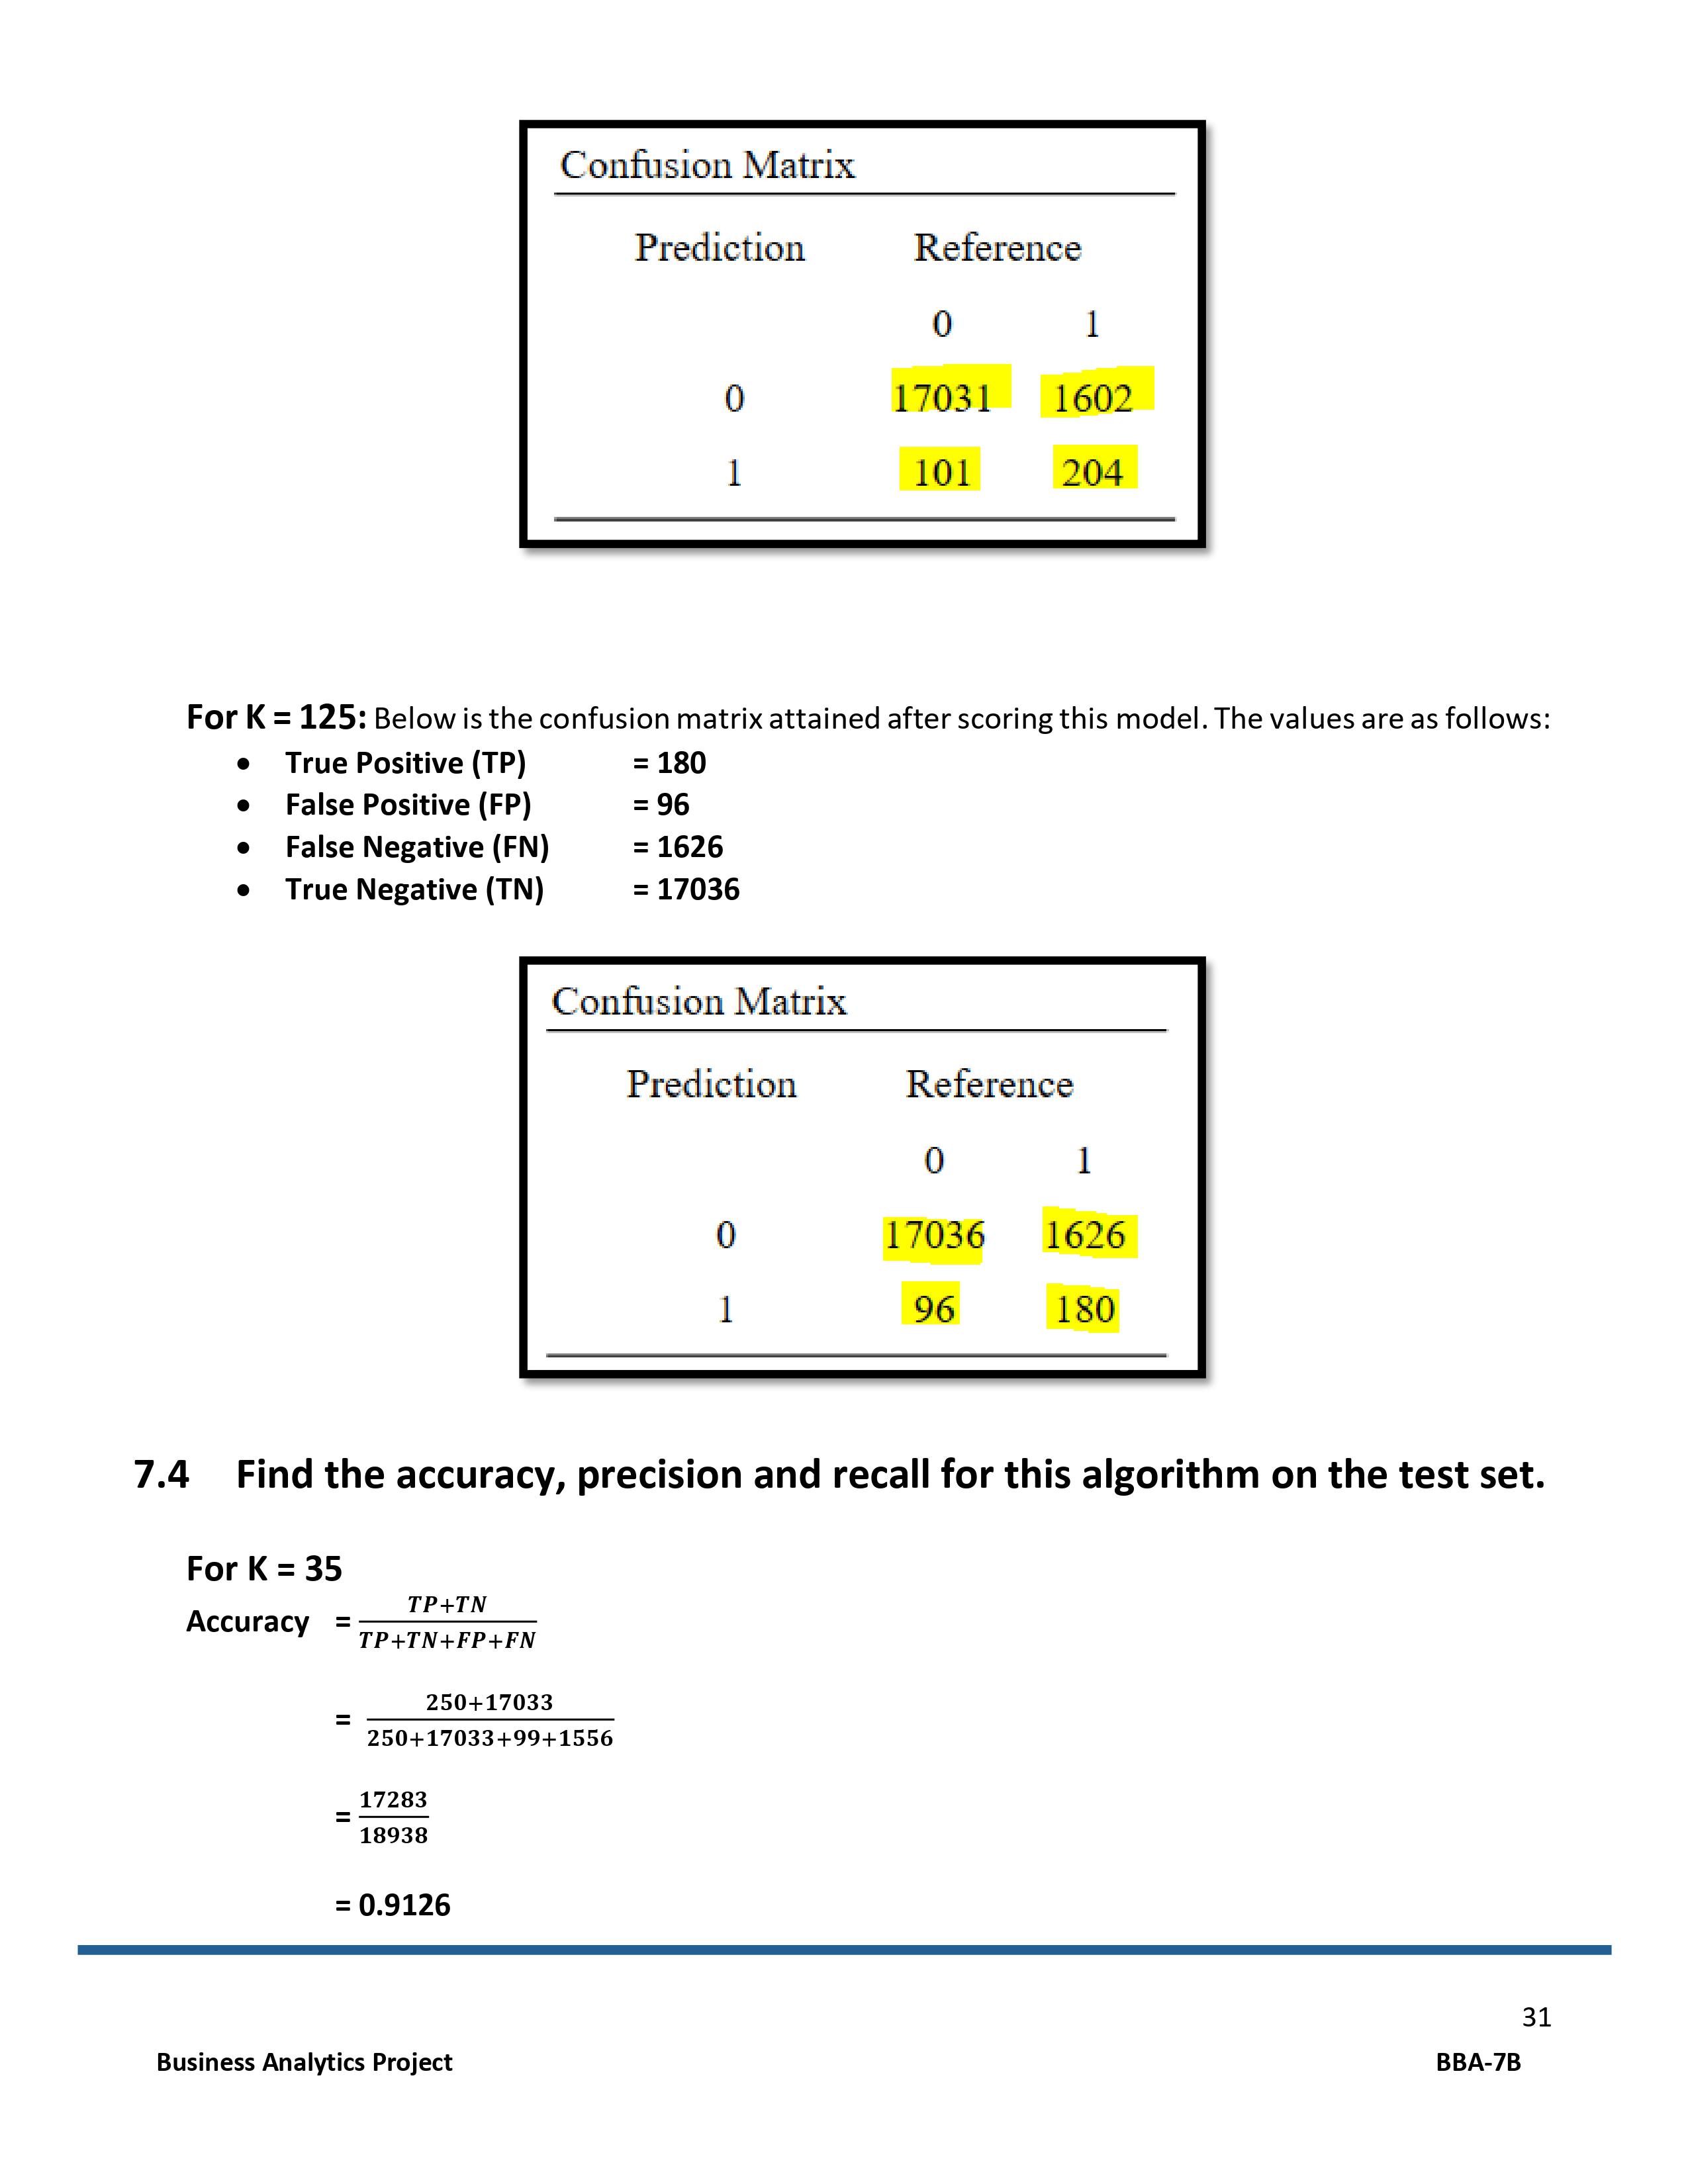 Confusion Matrix
Prediction Reference
0 1
0 17031 1602
1 101 204
For K = 125: Below is the confusion matrix attained after scoring this model. The values are as follows:
• True Positive (TP) = 180
• False Positive (FP) = 96
• False Negative (FN) = 1626
• True Negative (TN) = 17036
Confusion Matrix
Prediction Reference
0 1
0 17036 1626
1 96 180
7.4 Find the accuracy, precision and recall for this algorithm on the test set.
For K = 35
Accuracy = TP+TN / TP+TN+FP+FN
= 250+17033 / 250+17033+99+1556
= 17283 / 18938
= 0.9126
31
Business Analytics Project BBA-7B